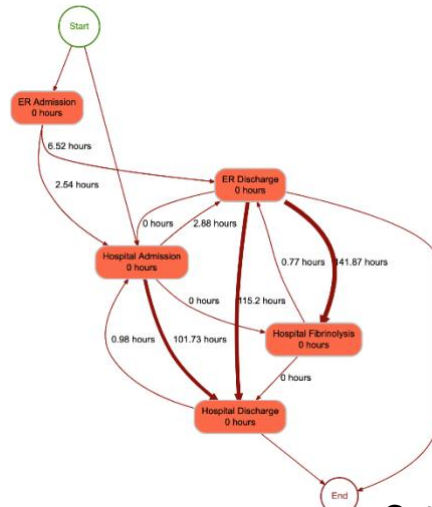 Start
ER Admission
0 hours
6.52 hours
2.54 hours
ER Discharge
0 hours
0 hours
2.88 hours
Hospital Admission
0 hours
0.77 hours
141.87 hours
0 hours
115.2 hours
Hospital Fibrinolysis
0 hours
0.98 hours
101.73 hours
0 hours
Hospital Discharge
0 hours
End